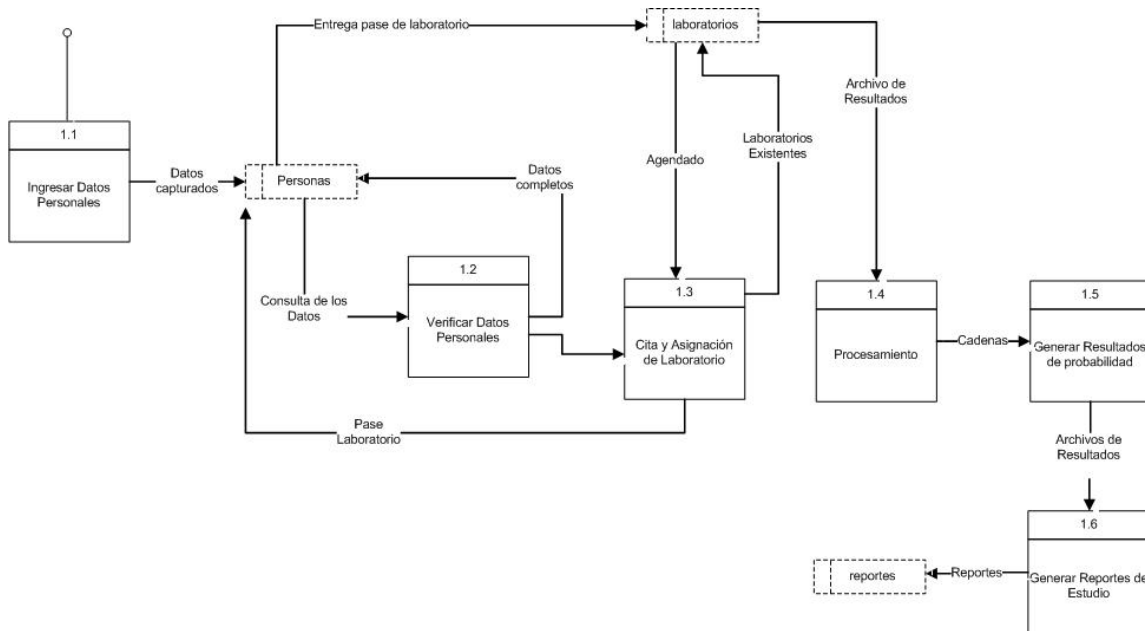 Entrega pase de laboratorio
laboratorios
1.1
Ingresar Datos
Personales
Datos
capturados
Personas
Datos
completos
Agendado
Laboratorios
Existentes
Archivo de
Resultados
Consulta de los
Datos
1.2
Verificar Datos
Personales
1.3
Cita y Asignación
de Laboratorio
1.4
Procesamiento
Cadenas
1.5
Generar Resultados
de probabilidad
Pase
Laboratorio
Archivos de
Resultados
1.6
Generar Reportes de
Estudio
Reportes
reportes